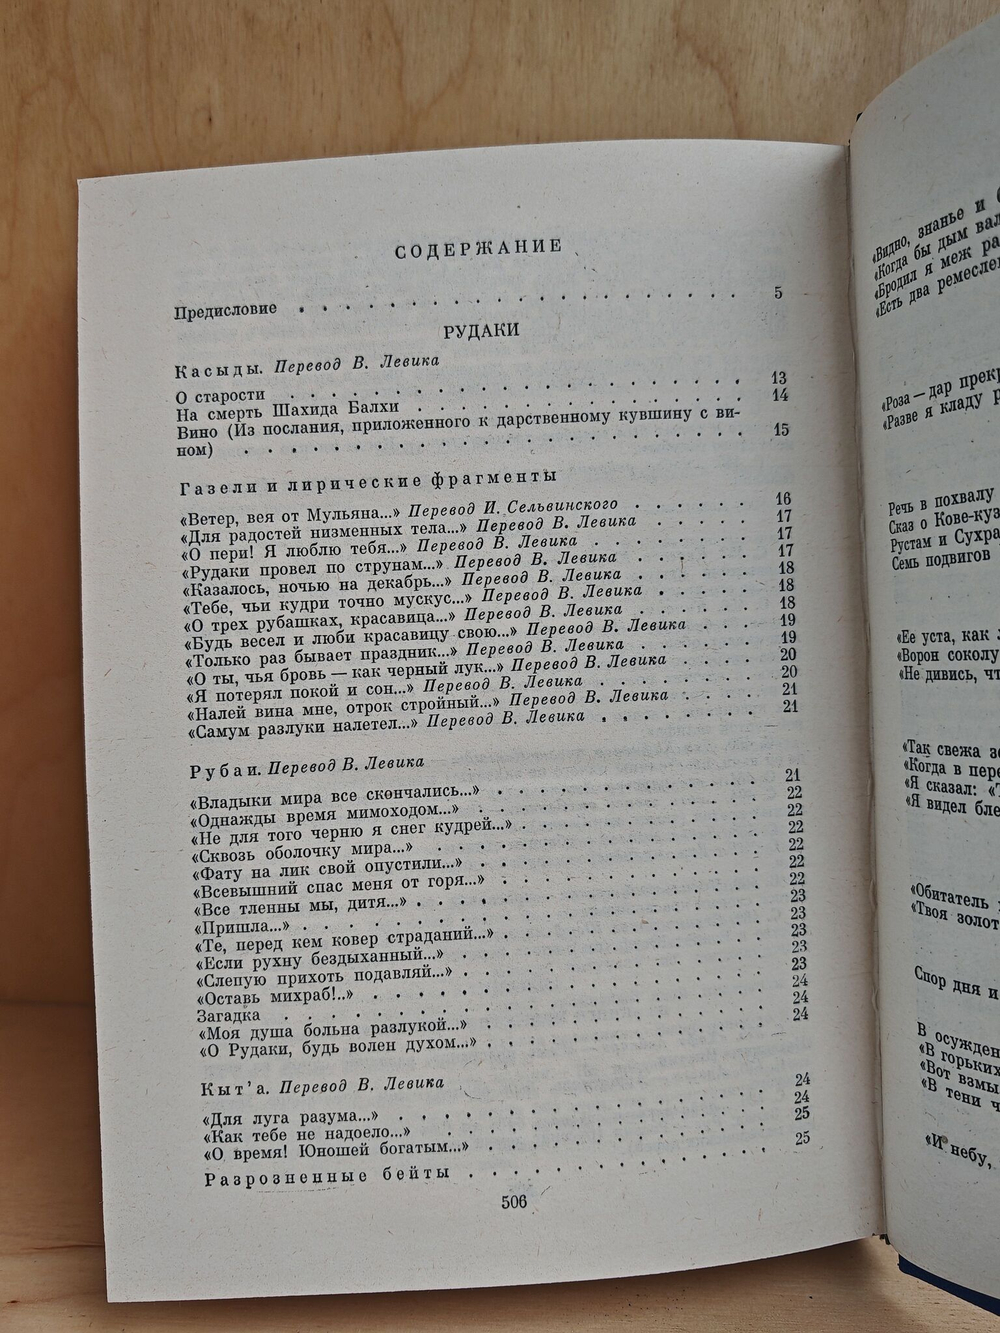 СОДЕРЖАНИЕ
Предисловие . . . . . . . . . . . . . . . . . . . 5
РУДАКИ
Касыды. Перевод В. Левика
О старости . . . . . . . . . . . . . . . . . . . 13
На смерть Шахида Балхи . . . . . . . . . . . . . . 14
Вино (Из послания, приложенного к дарственному кувшину с ви-
ном) . . . . . . . . . . . . . . . . . . . . . 15
Газели и лирические фрагменты
«Ветер, вея от Мульяна...» Перевод И. Сельвинского . . . . . . 16
«Для радостей низменных тела...» Перевод В. Левика . . . . . 17
«О пери! Я люблю тебя...» Перевод В. Левика . . . . . . . 17
«Рудаки провел по струнам...» Перевод В. Левика . . . . . . 17
«Казалось, ночью на декабрь...» Перевод В. Левика . . . . . 18
«Тебе, чьи кудри точно мускус...» Перевод В. Левика . . . . . 18
«О трех рубашках, красавица...» Перевод В. Левика . . . . . 18
«Будь весел и люби красавицу свою...» Перевод В. Левика . . . 19
«Только раз бывает праздник...» Перевод В. Левика . . . . . 19
«О ты, чья бровь — как черный лук...» Перевод В. Левика . . . . 20
«Я потерял покой и сон...» Перевод В. Левика . . . . . . . 20
«Налей вина мне, отрок стройный...» Перевод В. Левика . . . . 21
«Самум разлуки налетел...» Перевод В. Левика . . . . . . . 21
Рубаи. Перевод В. Левика
«Владыки мира все скончались...» . . . . . . . . . . . 21
«Однажды время мимоходом...» . . . . . . . . . . . . 22
«Не для того черню я снег кудрей...» . . . . . . . . . . 22
«Сквозь оболочку мира...» . . . . . . . . . . . . . 22
«Фату на лик свой опустили...» . . . . . . . . . . . . 22
«Всевышний спас меня от горя...» . . . . . . . . . . . 22
«Все тленны мы, дитя...» . . . . . . . . . . . . . . 22
«Пришла...» . . . . . . . . . . . . . . . . . . 23
«Те, перед кем ковер страданий...» . . . . . . . . . . . 23
«Если рухну бездыханный...» . . . . . . . . . . . . . 23
«Слепую прихоть подавляй...» . . . . . . . . . . . . 23
«Оставь михраб!..» . . . . . . . . . . . . . . . . 23
Загадка . . . . . . . . . . . . . . . . . . . . 24
«Моя душа больна разлукой...» . . . . . . . . . . . . 24
«О Рудаки, будь волен духом...» . . . . . . . . . . . . 24
Кыт'а. Перевод В. Левика
«Для луга разума...» . . . . . . . . . . . . . . . 24
«Как тебе не надоело...» . . . . . . . . . . . . . . 24
«О время! Юношей богатым...» . . . . . . . . . . . . 25
Разрозненные бейты . . . . . . . . . . . . . . . . 25
506
«Видно, знанье и
«Когда бы дым
«Бродил я меж
«Есть два
«Роза — дар
«Разве я кладу
Речь в похвалу
Сказ о
Рустам и
Семь подвигов
«Ее уста, как
«Ворон соколу
«Не дивись,
«Так свежа
«Когда в
«Я сказал:
«Я видел
«Обитатель
«Твоя
Спор дня и
В
«В горьких
«Вот
«В тени
«И небу,